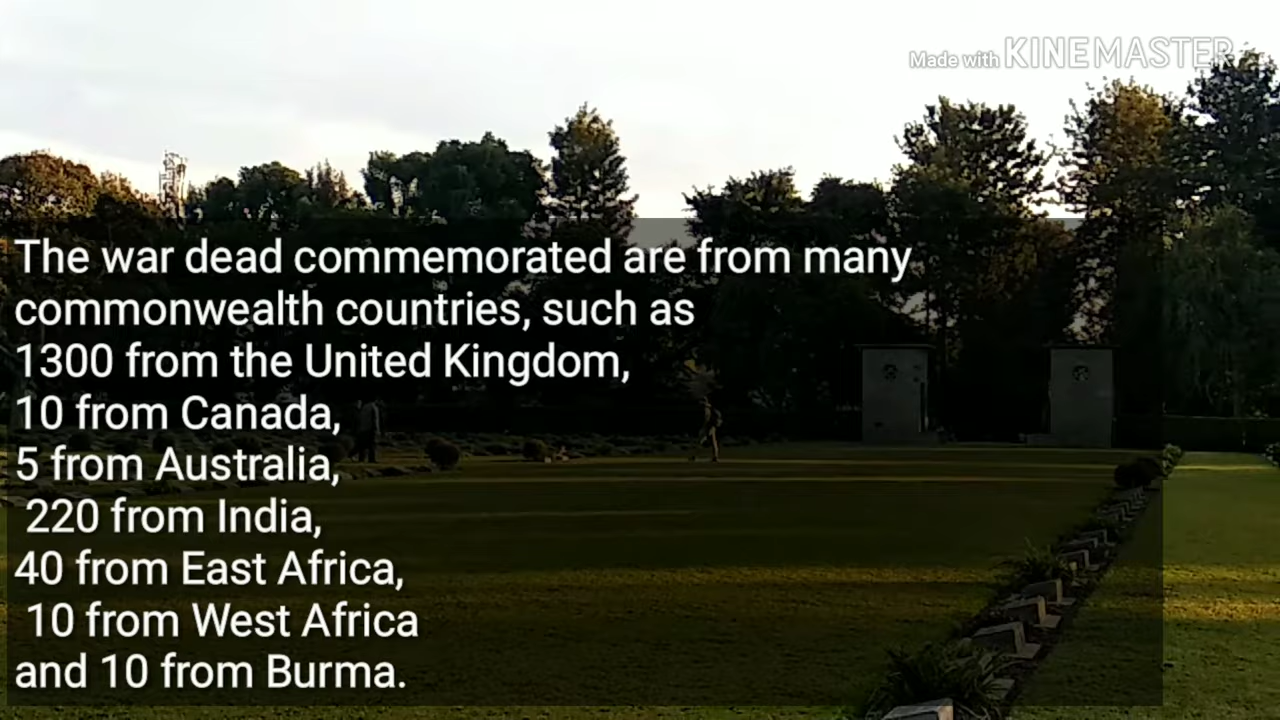 Made with KINEMASTER
The war dead commemorated are from many
commonwealth countries, such as
1300 from the United Kingdom,
10 from Canada,
5 from Australia,
220 from India,
40 from East Africa,
10 from West Africa
and 10 from Burma.